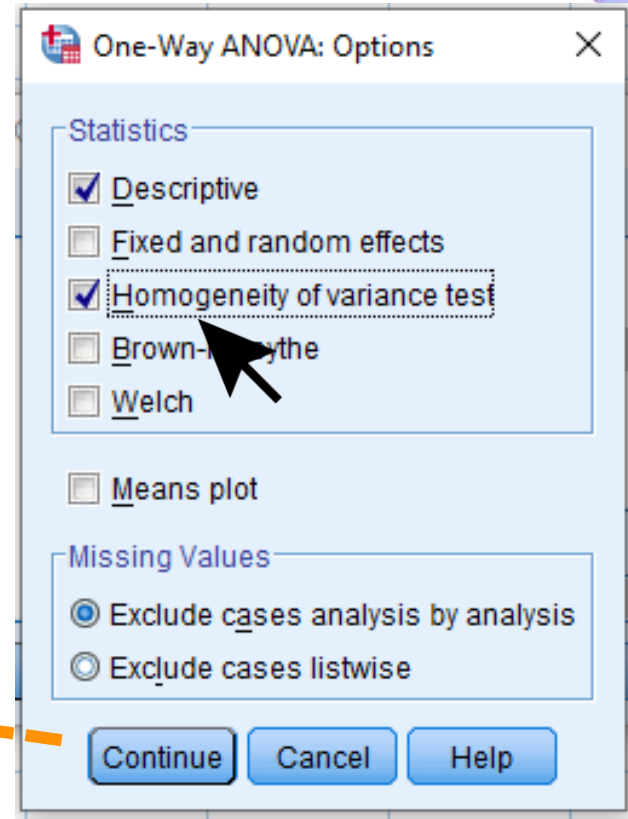 One-Way ANOVA: Options
Statistics
Descriptive
Fixed and random effects
Homogeneity of variance test
Welch
Means plot
Missing Values
Exclude cases analysis by analysis
Exclude cases listwise
Continue Cancel Help